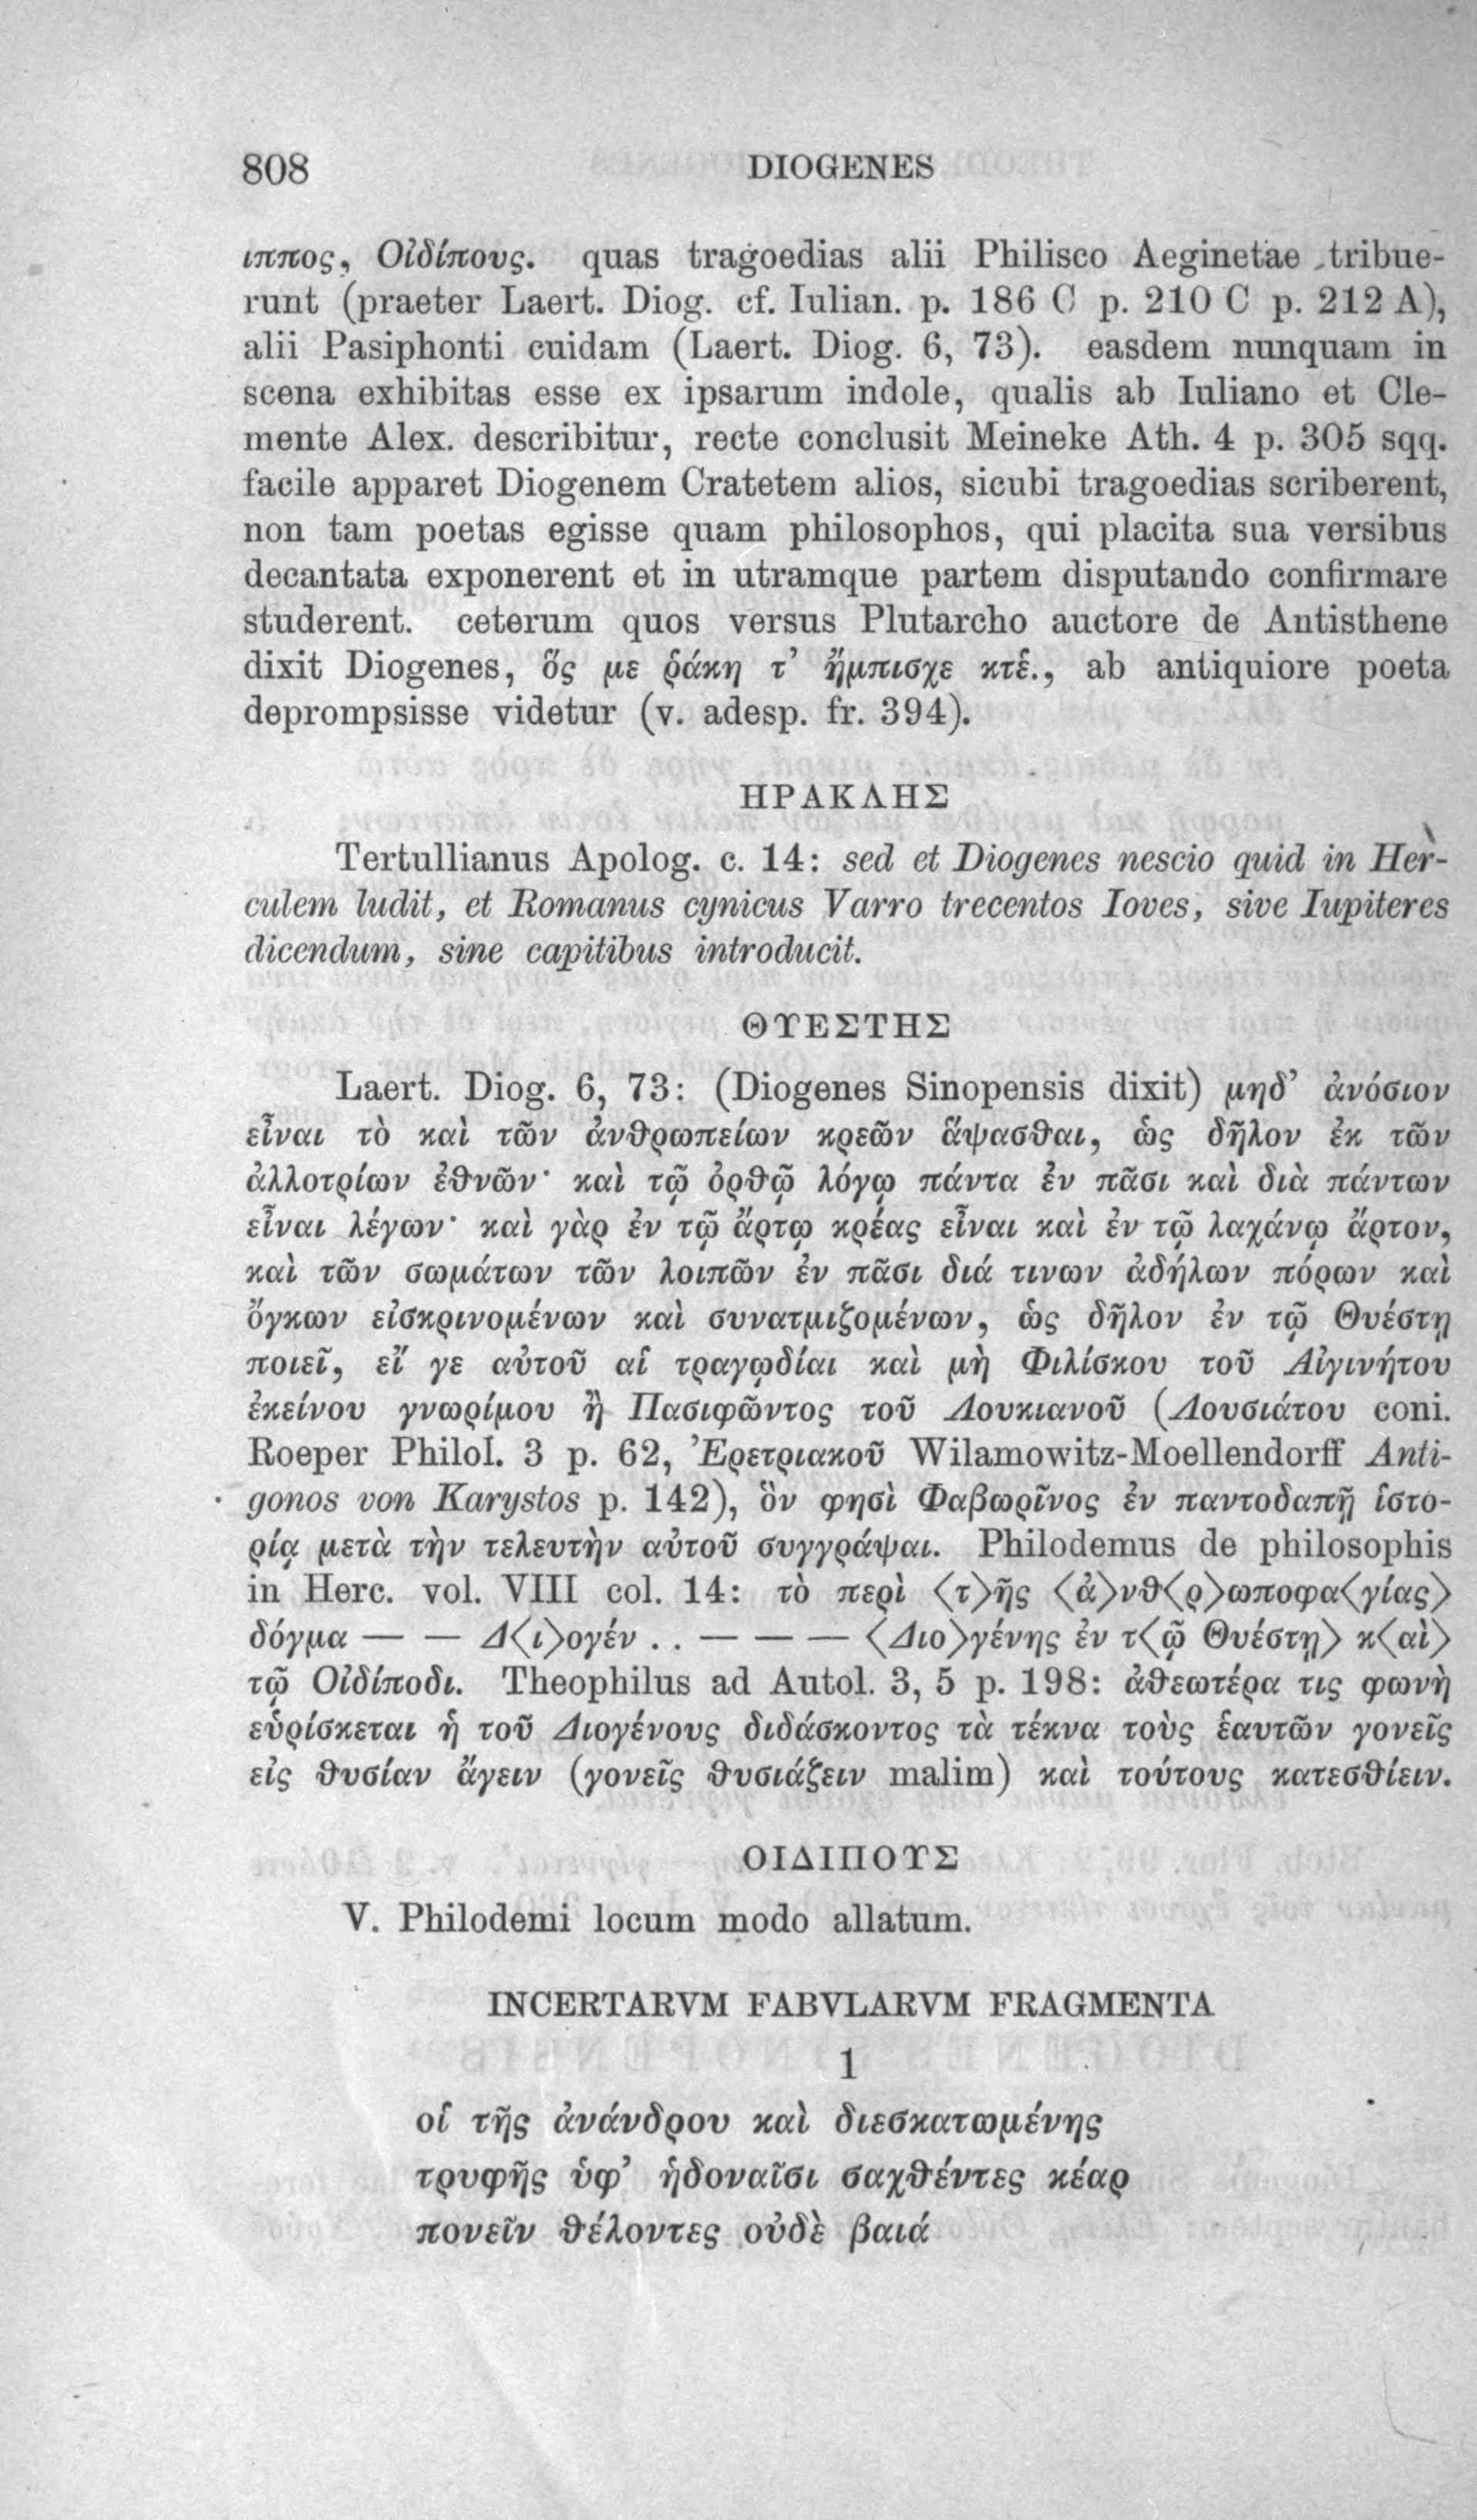 808 DIOGENES
ιππος, Οἰδίπους. quas tragoedias alii Philisco Aeginetae tribue-
runt (praeter Laert. Diog. cf. Iulian. p. 186 C p. 210 C p. 212 A),
alii Pasiphonti cuidam (Laert. Diog. 6, 73). easdem nunquam in
scena exhibitas esse ex ipsarum indole, qualis ab Iuliano et Cle-
mente Alex. describitur, recte conclusit Meineke Ath. 4 p. 305 sqq.
facile apparet Diogenem Cratetem alios, sicubi tragoedias scriberent,
non tam poetas egisse quam philosophos, qui placita sua versibus
decantata exponerent et in utramque partem disputando confirmare
studerent. ceterum quos versus Plutarcho auctore de Antisthene
dixit Diogenes, ὅς με ῥάκη τ’ ἤμπισχε κτἑ., ab antiquiore poeta
deprompsisse videtur (v. adesp. fr. 394).
ΗΡΑΚΛΗΣ
Tertullianus Apolog. c. 14: sed et Diogenes nescio quid in Her-
culem ludit, et Romanus cynicus Varro trecentos Ioves, sive Iupiteres
dicendum, sine capitibus introducit.
ΘΥΕΣΤΗΣ
Laert. Diog. 6, 73: (Diogenes Sinopensis dixit) μηδ’ ἀνόσιον
εἶναι τὸ καὶ τῶν ἀνθρωπείων κρεῶν ἅψασθαι, ὡς δῆλον ἐκ τῶν
ἀλλοτρίων ἐθνῶν· καὶ τῷ ὀρθῷ λόγῳ πάντα ἐν πᾶσι καὶ διὰ πάντων
εἶναι λέγων· καὶ γὰρ ἐν τῷ ἄρτῳ κρέας εἶναι καὶ ἐν τῷ λαχάνῳ ἄρτον,
καὶ τῶν σωμάτων τῶν λοιπῶν ἐν πᾶσι διά τινων ἀδήλων πόρων καὶ
ὄγκων εἰσκρινομένων καὶ συνατμιζομένων, ὡς δῆλον ἐν τῷ Θυέστῃ
ποιεῖ, εἴ γε αὐτοῦ αἱ τραγῳδίαι καὶ μὴ Φιλίσκου τοῦ Αἰγινήτου
ἐκείνου γνωρίμου ἢ Πασιφῶντος τοῦ Λουκιανοῦ (Λουσιάτου coni.
Roeper Philol. 3 p. 62, Ἐρετριακοῦ Wilamowitz-Moellendorff Anti-
gonos von Karystos p. 142), ὅν φησὶ Φαβωρῖνος ἐν παντοδαπῇ ἱστο-
ρίᾳ μετὰ τὴν τελευτὴν αὐτοῦ συγγράψαι. Philodemus de philosophis
in Herc. vol. VIII col. 14: τὸ περὶ ⟨τ⟩ῆς ⟨ἀ⟩νθ⟨ρ⟩ωποφα⟨γίας⟩
δόγμα — — Δ⟨ι⟩ογέν . . — — — ⟨Διο⟩γένης ἐν τ⟨ῷ Θυέστῃ⟩ κ⟨αὶ⟩
τῷ Οἰδίποδι. Theophilus ad Autol. 3, 5 p. 198: ἀθεωτέρα τις φωνὴ
εὑρίσκεται ἡ τοῦ Διογένους διδάσκοντος τὰ τέκνα τοὺς ἑαυτῶν γονεῖς
εἰς θυσίαν ἄγειν (γονεῖς θυσιάζειν malim) καὶ τούτους κατεσθίειν.
ΟΙΔΙΠΟΥΣ
V. Philodemi locum modo allatum.
INCERTARVM FABVLARVM FRAGMENTA
1
οἱ τῆς ἀνάνδρου καὶ διεσκατωμένης
τρυφῆς ὑφ’ ἡδοναῖσι σαχθέντες κέαρ
πονεῖν θέλοντες οὐδὲ βαιά